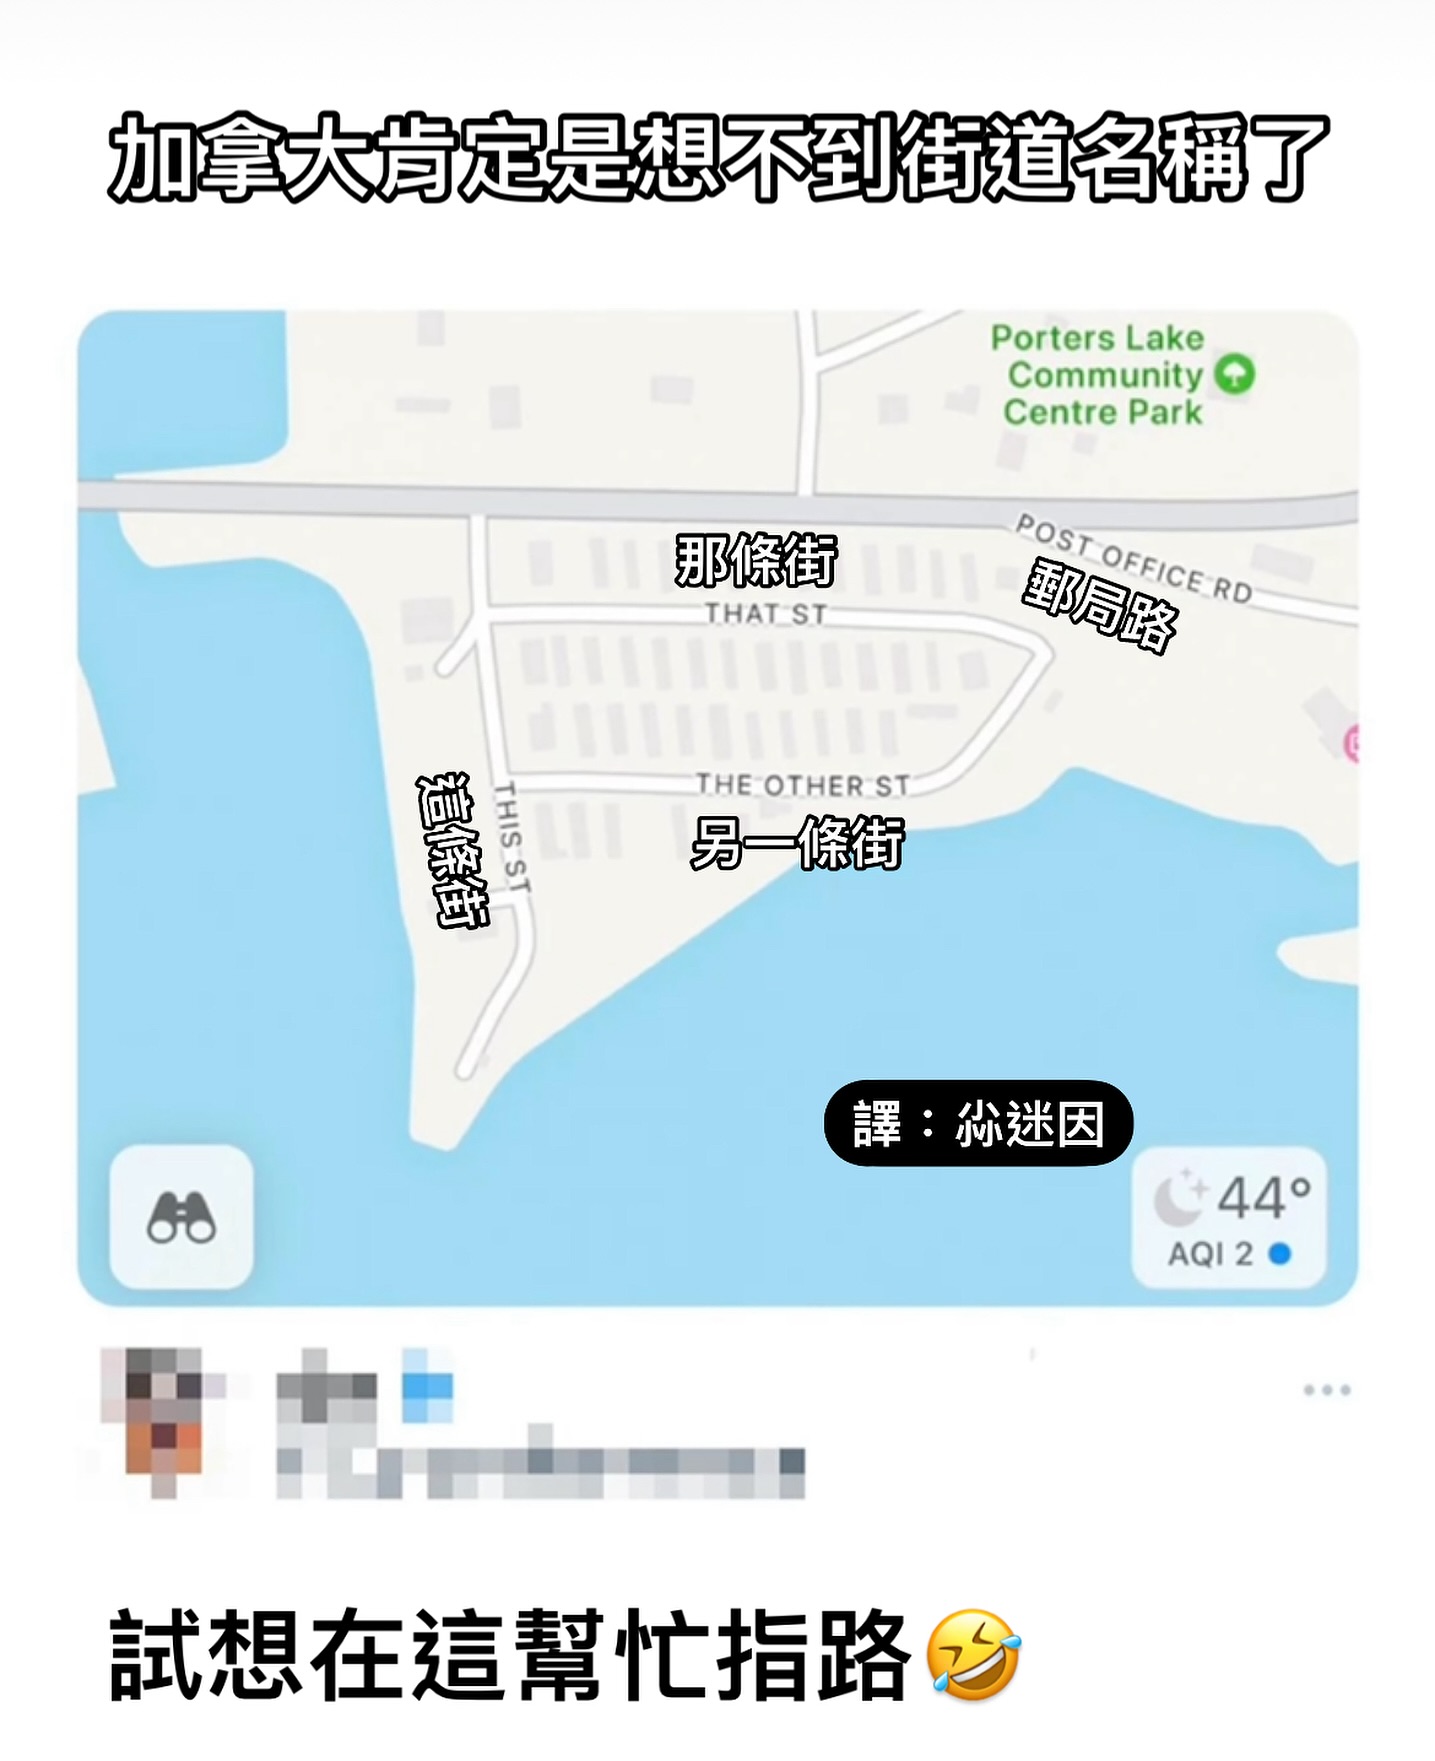 加拿大肯定是想不到街道名稱了
Porters Lake
Community
Centre Park
POST OFFICE RD
郵局路
那條街
THAT ST
THIS ST
這條街
THE OTHER ST
另一條街
譯：尛迷因
44°
AQI 2
試想在這幫忙指路🤣